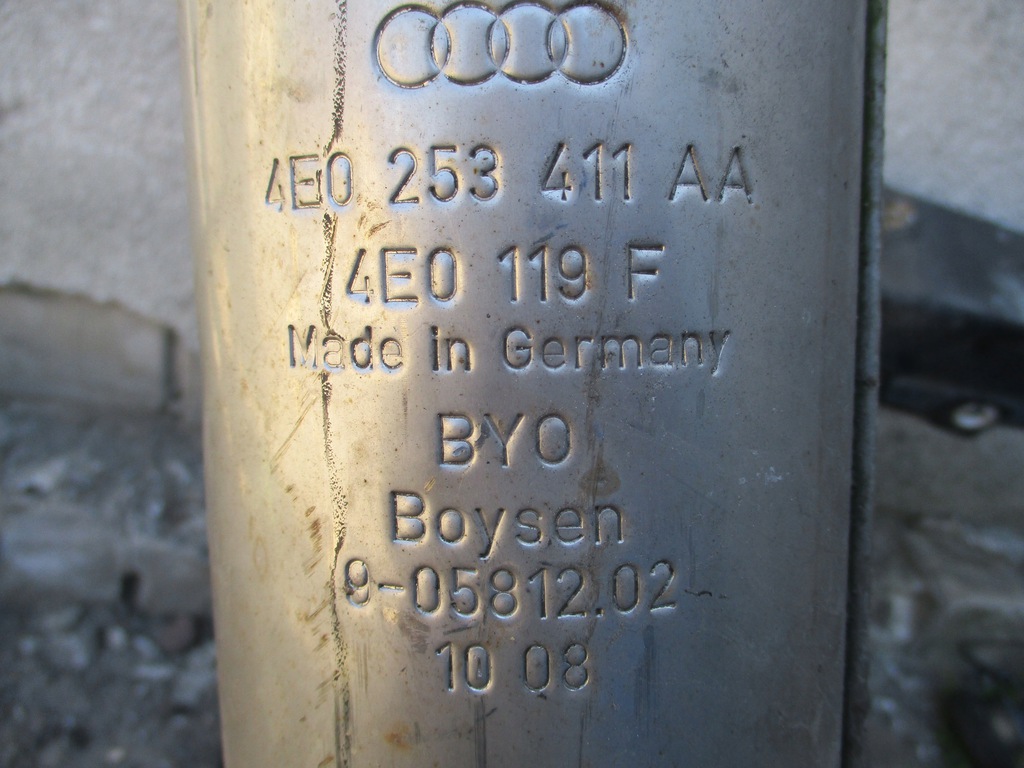 4E0 253 411 AA
4E0 119 F
Made in Germany
BYO
Boysen
9-05812.02
10 08